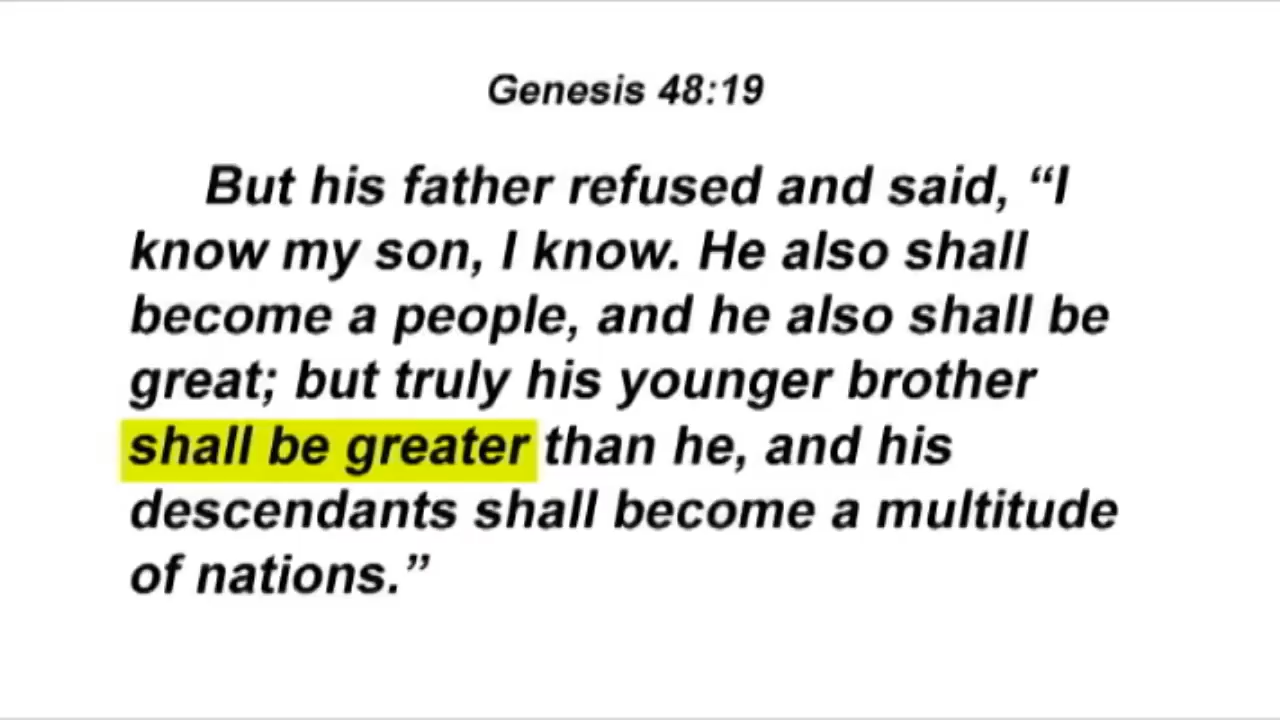 Genesis 48:19
But his father refused and said, “I
know my son, I know. He also shall
become a people, and he also shall be
great; but truly his younger brother
shall be greater than he, and his
descendants shall become a multitude
of nations.”